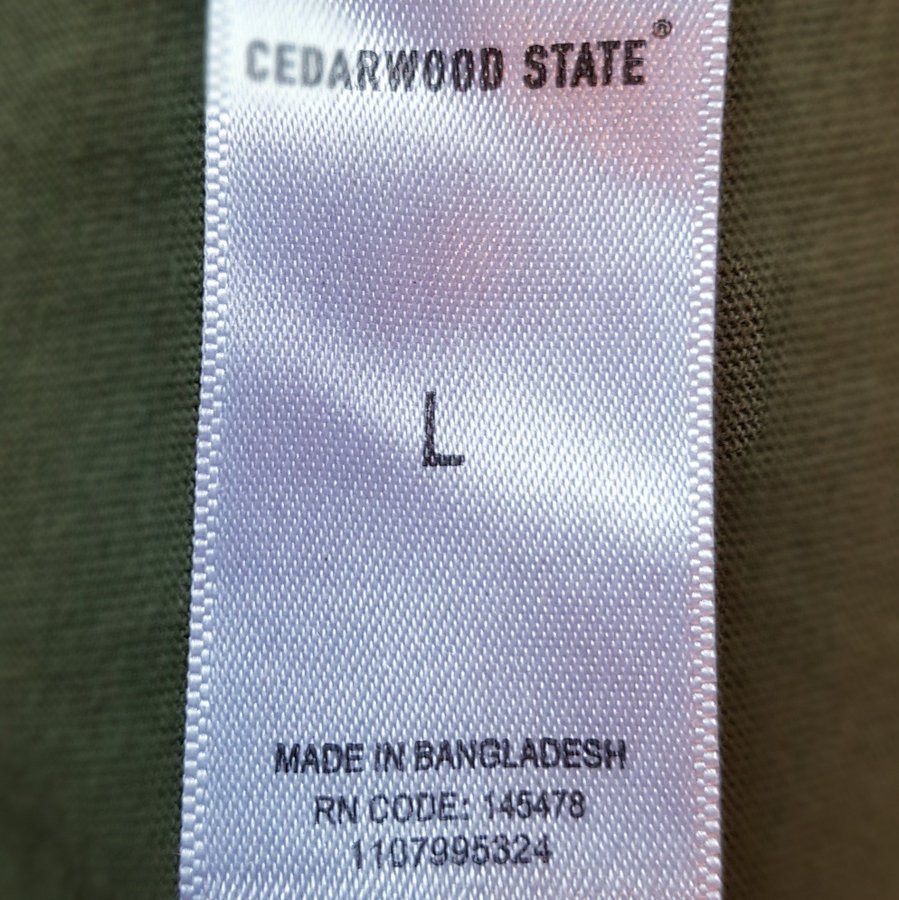 CEDARWOOD STATE®
L
MADE IN BANGLADESH
RN CODE: 145478
1107995324